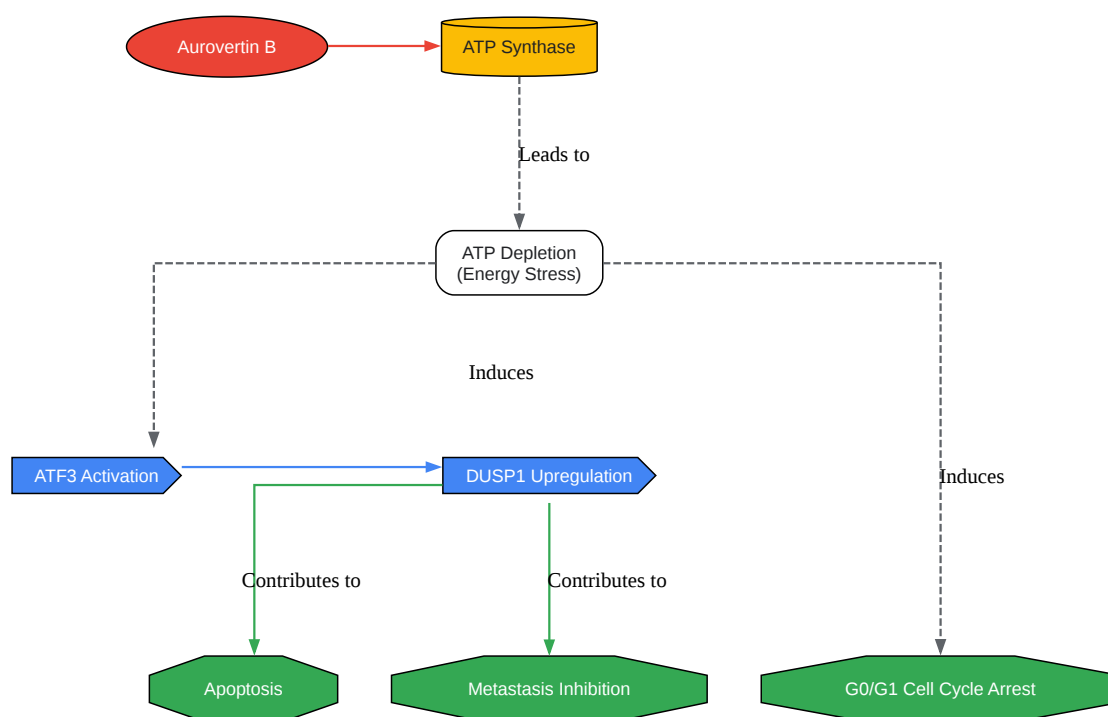 Aurovertin B
ATP Synthase
Leads to
ATP Depletion
(Energy Stress)
Induces
ATF3 Activation
DUSP1 Upregulation
Induces
Contributes to
Contributes to
Apoptosis
Metastasis Inhibition
G0/G1 Cell Cycle Arrest